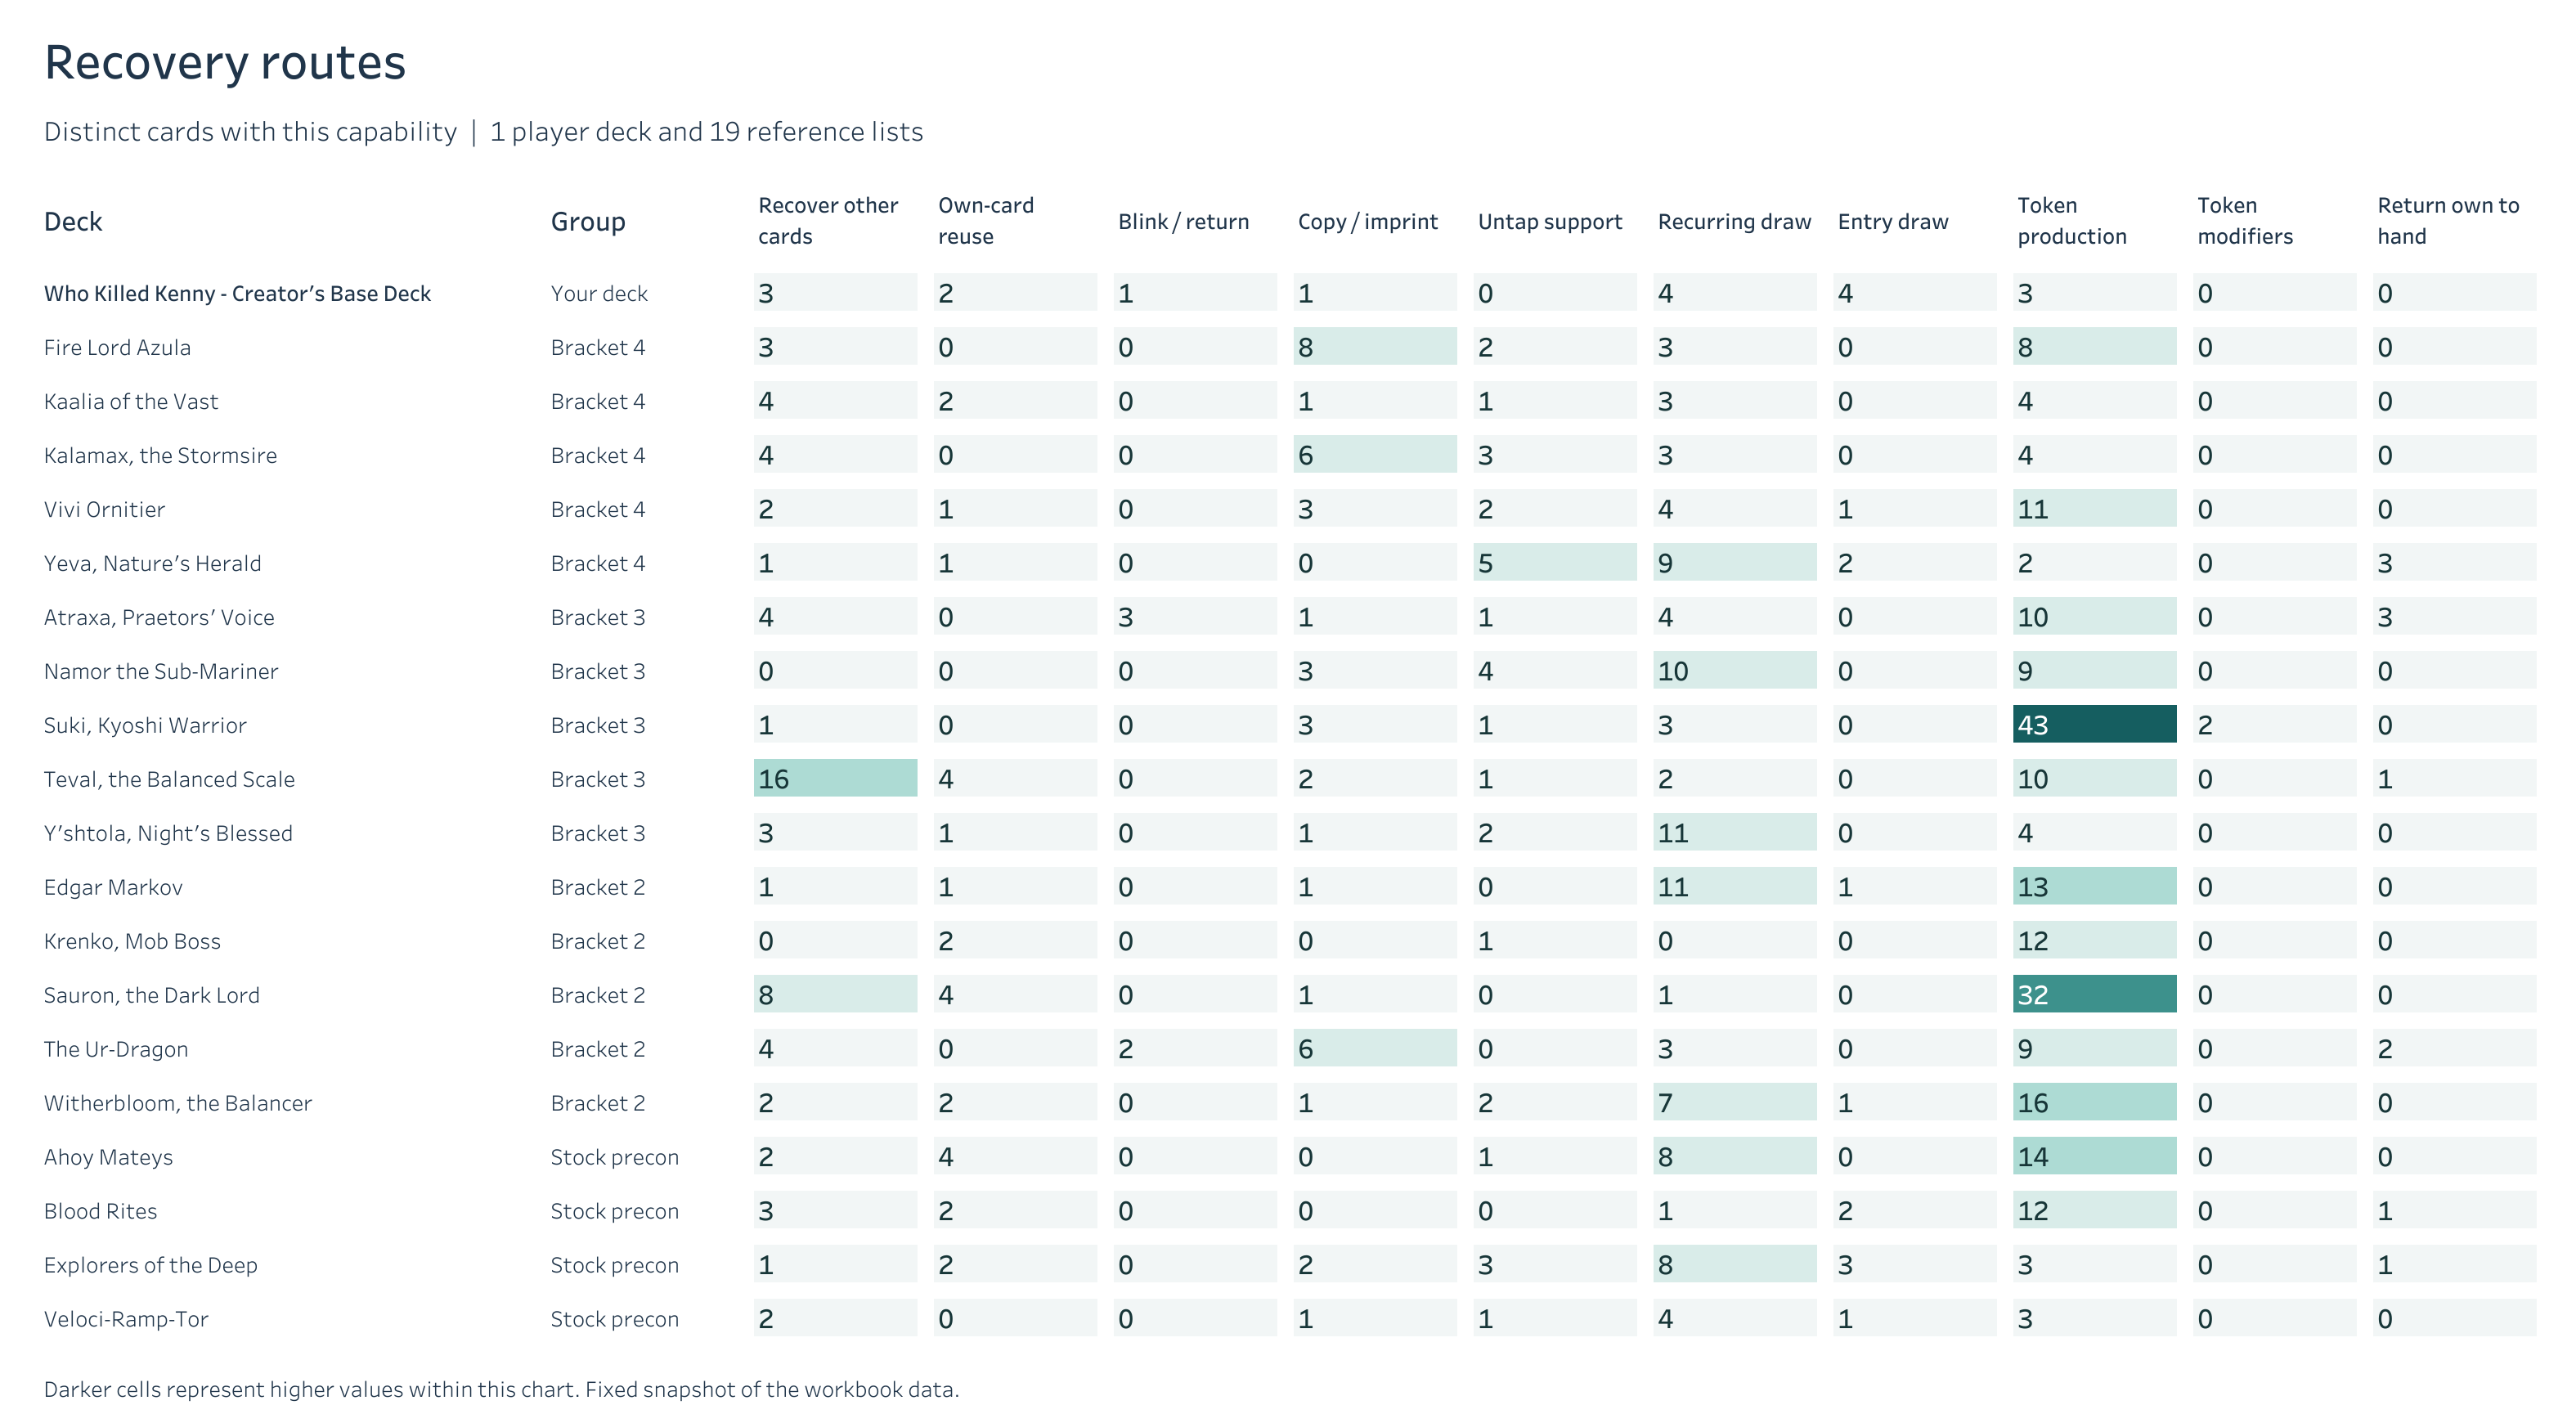 Recovery routes
Distinct cards with this capability | 1 player deck and 19 reference lists
Deck Group Recover other cards Own-card reuse Blink / return Copy / imprint Untap support Recurring draw Entry draw Token production Token modifiers Return own to hand
Who Killed Kenny - Creator’s Base Deck Your deck 3 2 1 1 0 4 4 3 0 0
Fire Lord Azula Bracket 4 3 0 0 8 2 3 0 8 0 0
Kaalia of the Vast Bracket 4 4 2 0 1 1 3 0 4 0 0
Kalamax, the Stormsire Bracket 4 4 0 0 6 3 3 0 4 0 0
Vivi Ornitier Bracket 4 2 1 0 3 2 4 1 11 0 0
Yeva, Nature’s Herald Bracket 4 1 1 0 0 5 9 2 2 0 3
Atraxa, Praetors’ Voice Bracket 3 4 0 3 1 1 4 0 10 0 3
Namor the Sub-Mariner Bracket 3 0 0 0 3 4 10 0 9 0 0
Suki, Kyoshi Warrior Bracket 3 1 0 0 3 1 3 0 43 2 0
Teval, the Balanced Scale Bracket 3 16 4 0 2 1 2 0 10 0 1
Y’shtola, Night’s Blessed Bracket 3 3 1 0 1 2 11 0 4 0 0
Edgar Markov Bracket 2 1 1 0 1 0 11 1 13 0 0
Krenko, Mob Boss Bracket 2 0 2 0 0 1 0 0 12 0 0
Sauron, the Dark Lord Bracket 2 8 4 0 1 0 1 0 32 0 0
The Ur-Dragon Bracket 2 4 0 2 6 0 3 0 9 0 2
Witherbloom, the Balancer Bracket 2 2 2 0 1 2 7 1 16 0 0
Ahoy Mateys Stock precon 2 4 0 0 1 8 0 14 0 0
Blood Rites Stock precon 3 2 0 0 0 1 2 12 0 1
Explorers of the Deep Stock precon 1 2 0 2 3 8 3 3 0 1
Veloci-Ramp-Tor Stock precon 2 0 0 1 1 4 1 3 0 0
Darker cells represent higher values within this chart. Fixed snapshot of the workbook data.